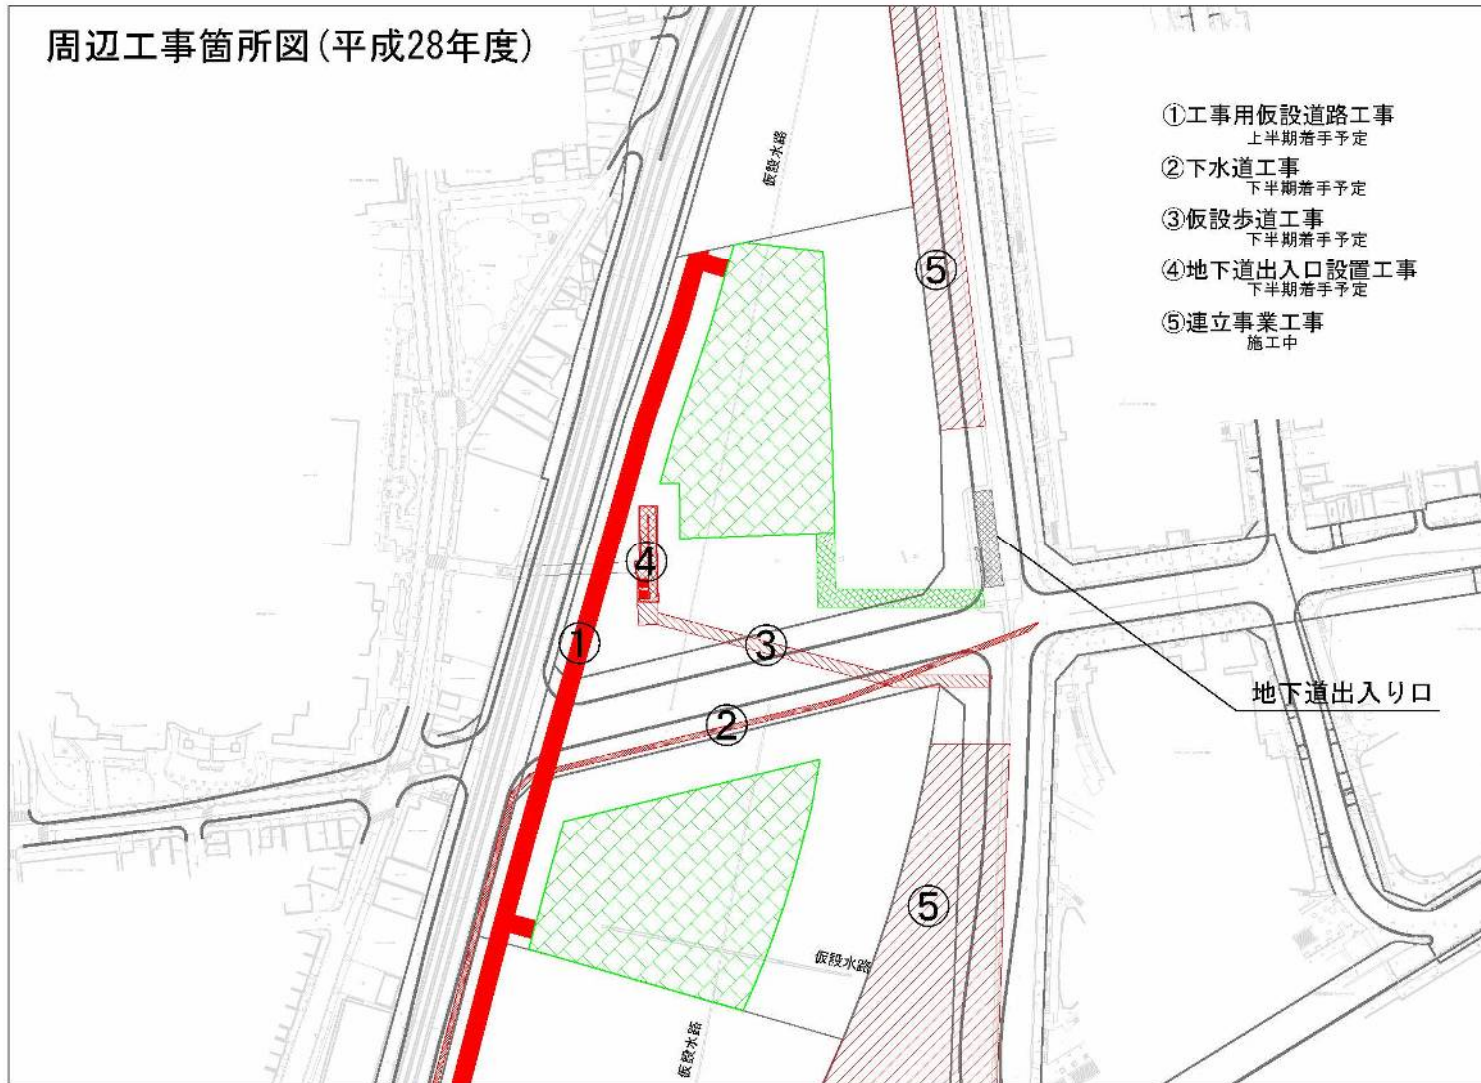 周辺工事箇所図(平成28年度)
①工事用仮設道路工事
上半期着手予定
②下水道工事
下半期着手予定
③仮設歩道工事
下半期着手予定
④地下道出入口設置工事
下半期着手予定
⑤連立事業工事
施工中
仮設水路
⑤
④
①
③
②
地下道出入り口
⑤
仮設水路
仮設水路